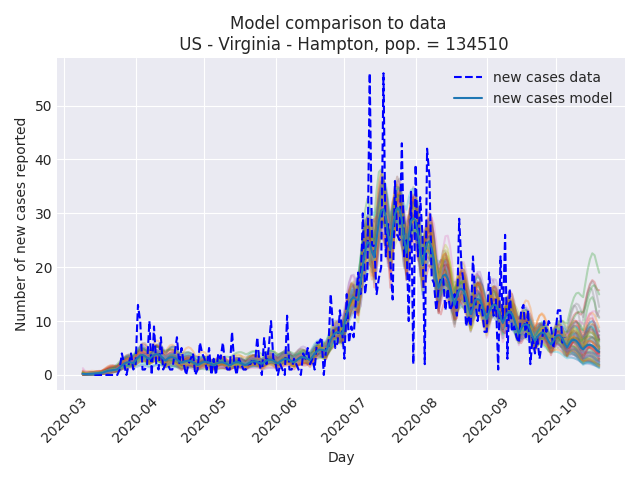 Model comparison to data
US - Virginia - Hampton, pop. = 134510
new cases data
new cases model
Number of new cases reported
50
40
30
20
10
0
2020-03
2020-04
2020-05
2020-06
2020-07
2020-08
2020-09
2020-10
Day